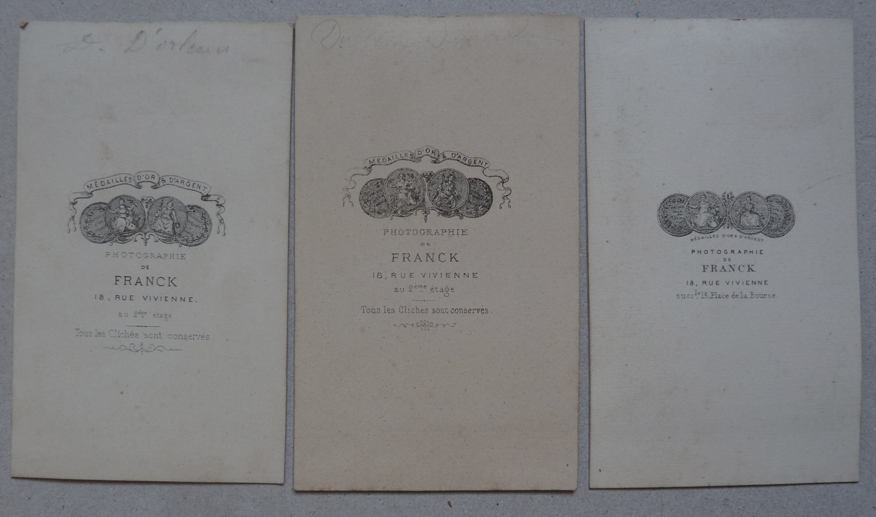 D. D'orleans
MÉDAILLES D'OR & D'ARGENT
PHOTOGRAPHIE
DE
FRANCK
18, RUE VIVIENNE.
au 2ème étage
Tous les Clichés sont conservés
MÉDAILLES D'OR & D'ARGENT
PHOTOGRAPHIE
DE
FRANCK
18, RUE VIVIENNE
au 2ème étage
Tous les Clichés sont conservés.
MÉDAILLES D'OR & D'ARGENT
PHOTOGRAPHIE
DE
FRANCK
18, RUE VIVIENNE
Place de la Bourse.